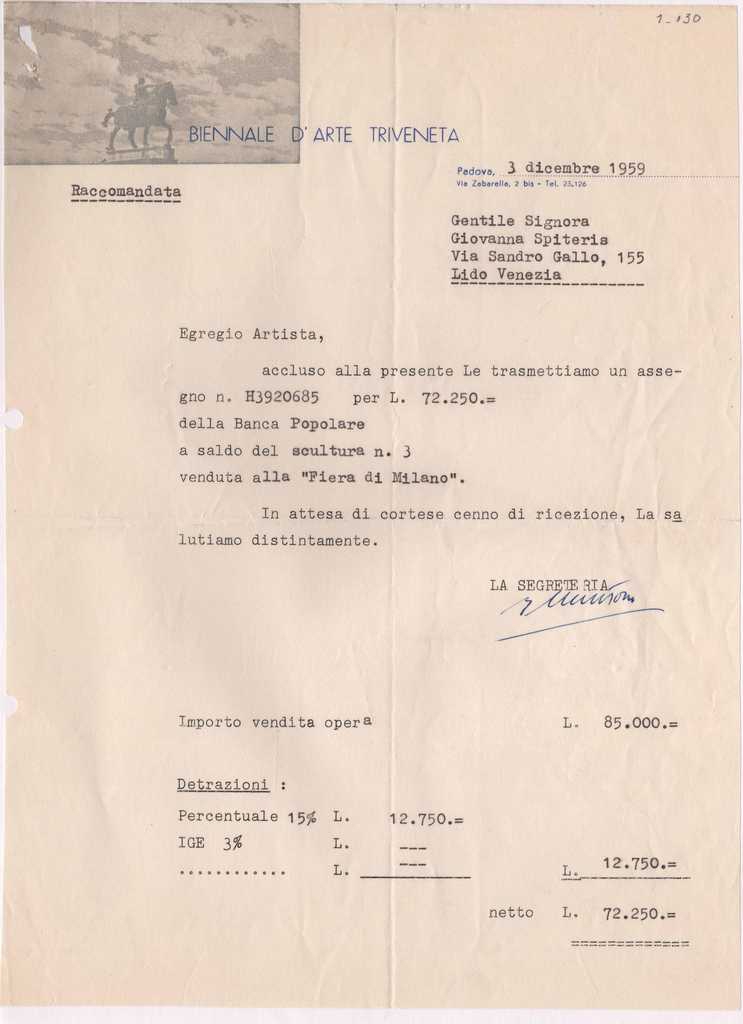 1-130
BIENNALE D'ARTE TRIVENETA
Padova, 3 dicembre 1959
Via Zabarella, 2 bis - Tel. 23.126
Raccomandata
Gentile Signora
Giovanna Spiteris
Via Sandro Gallo, 155
Lido Venezia
Egregio Artista,
accluso alla presente Le trasmettiamo un asse-
gno n. H3920685 per L. 72.250.=
della Banca Popolare
a saldo del scultura n. 3
venduta alla "Fiera di Milano".
In attesa di cortese cenno di ricezione, La sa
lutiamo distintamente.
LA SEGRETERIA
Importo vendita opera L. 85.000.=
Detrazioni :
Percentuale 15% L. 12.750.=
IGE 3% L. ---
............ L. --- L. 12.750.=
netto L. 72.250.=
=============